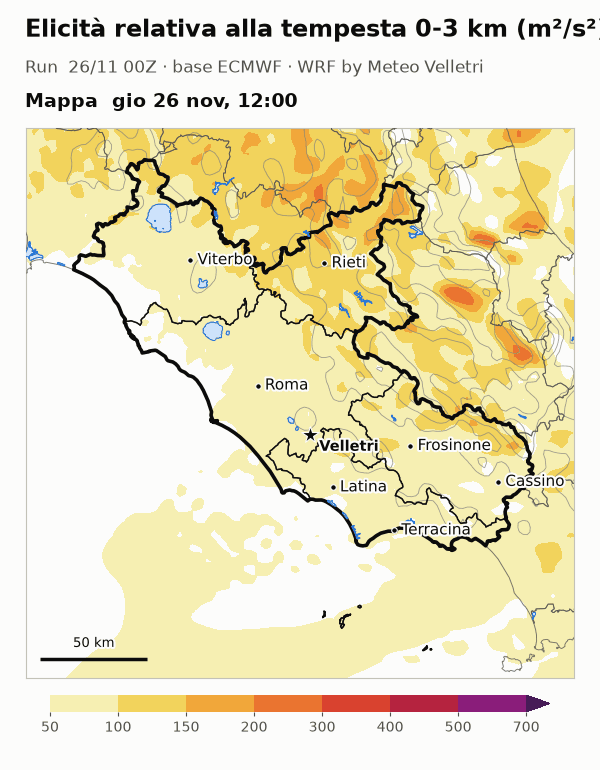 Elicità relativa alla tempesta 0-3 km (m²/s²)
Run  26/11 00Z · base ECMWF · WRF by Meteo Velletri
Mappa  gio 26 nov, 12:00
Viterbo
Rieti
Roma
Velletri
Frosinone
Cassino
Latina
Terracina
50 km
50 100 150 200 300 400 500 700